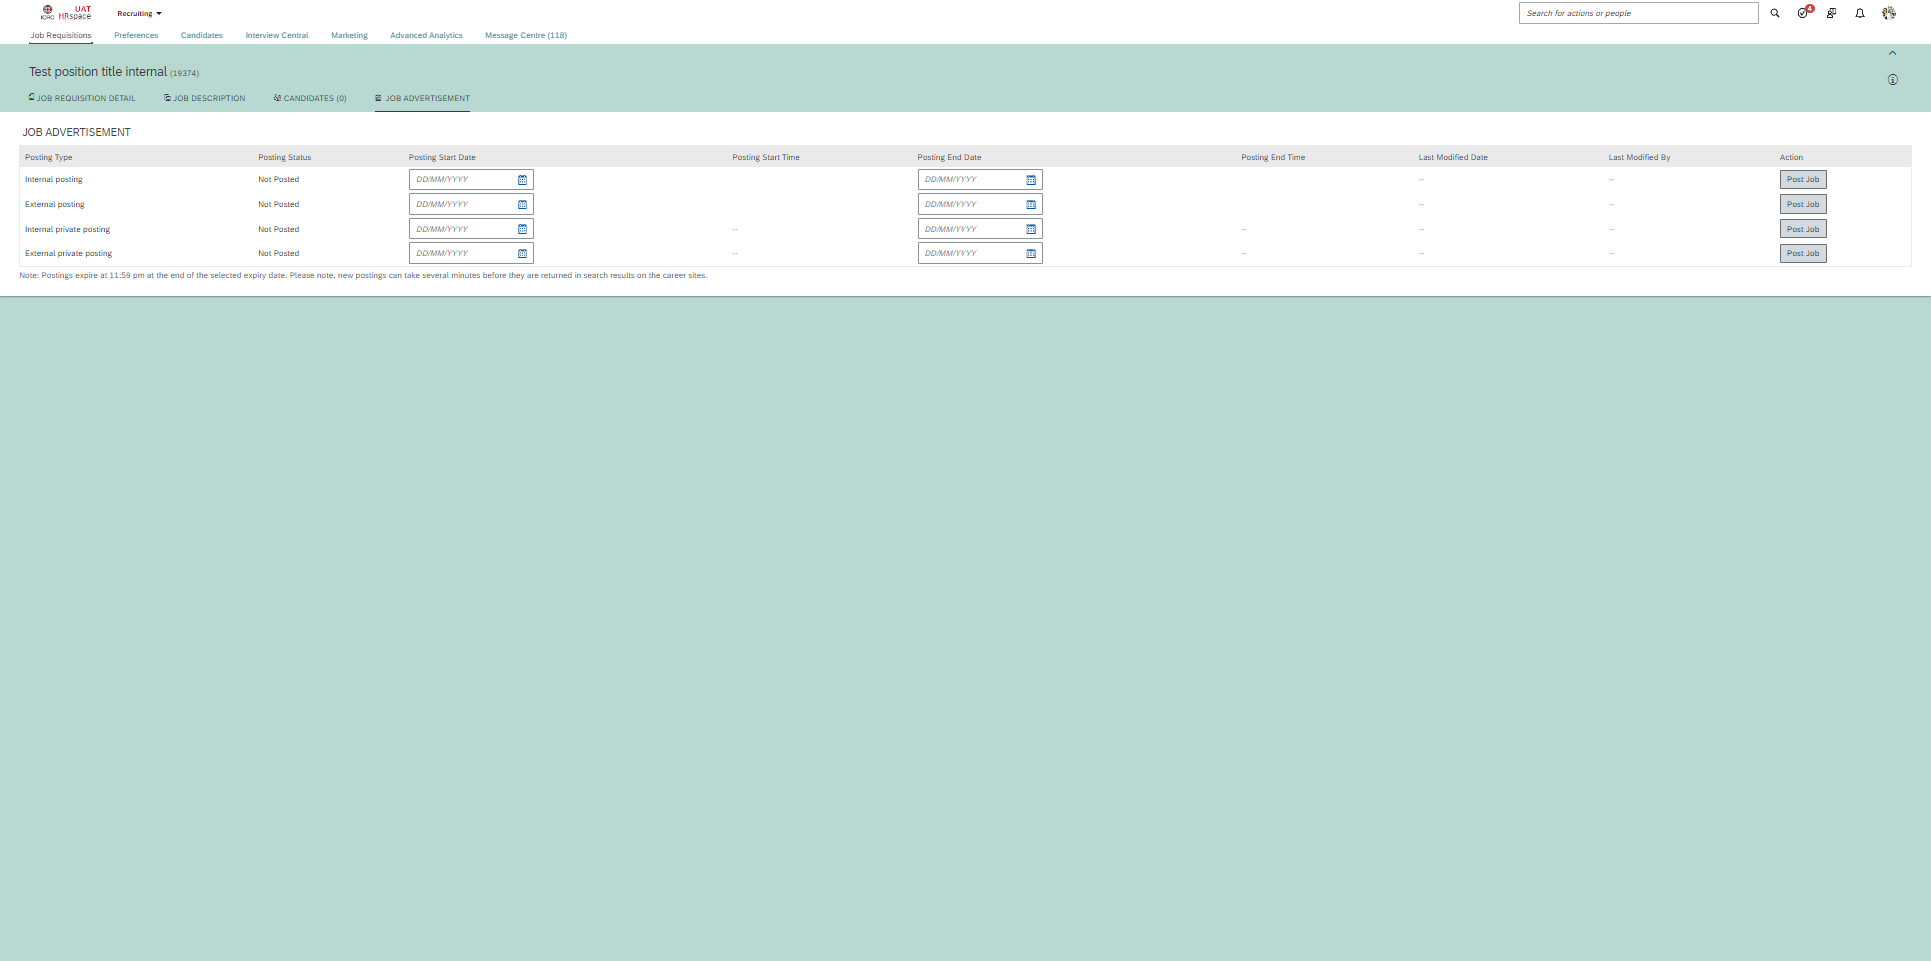 ICRC UAT HRspace Recruiting Search for actions or people 4
Job Requisitions Preferences Candidates Interview Central Marketing Advanced Analytics Message Centre (118)
Test position title internal (19374)
JOB REQUISITION DETAIL JOB DESCRIPTION CANDIDATES (0) JOB ADVERTISEMENT
JOB ADVERTISEMENT
Posting Type Posting Status Posting Start Date Posting Start Time Posting End Date Posting End Time Last Modified Date Last Modified By Action
Internal posting Not Posted DD/MM/YYYY DD/MM/YYYY -- -- Post Job
External posting Not Posted DD/MM/YYYY DD/MM/YYYY -- -- Post Job
Internal private posting Not Posted DD/MM/YYYY -- DD/MM/YYYY -- -- -- Post Job
External private posting Not Posted DD/MM/YYYY -- DD/MM/YYYY -- -- -- Post Job
Note: Postings expire at 11:59 pm at the end of the selected expiry date. Please note, new postings can take several minutes before they are returned in search results on the career sites.